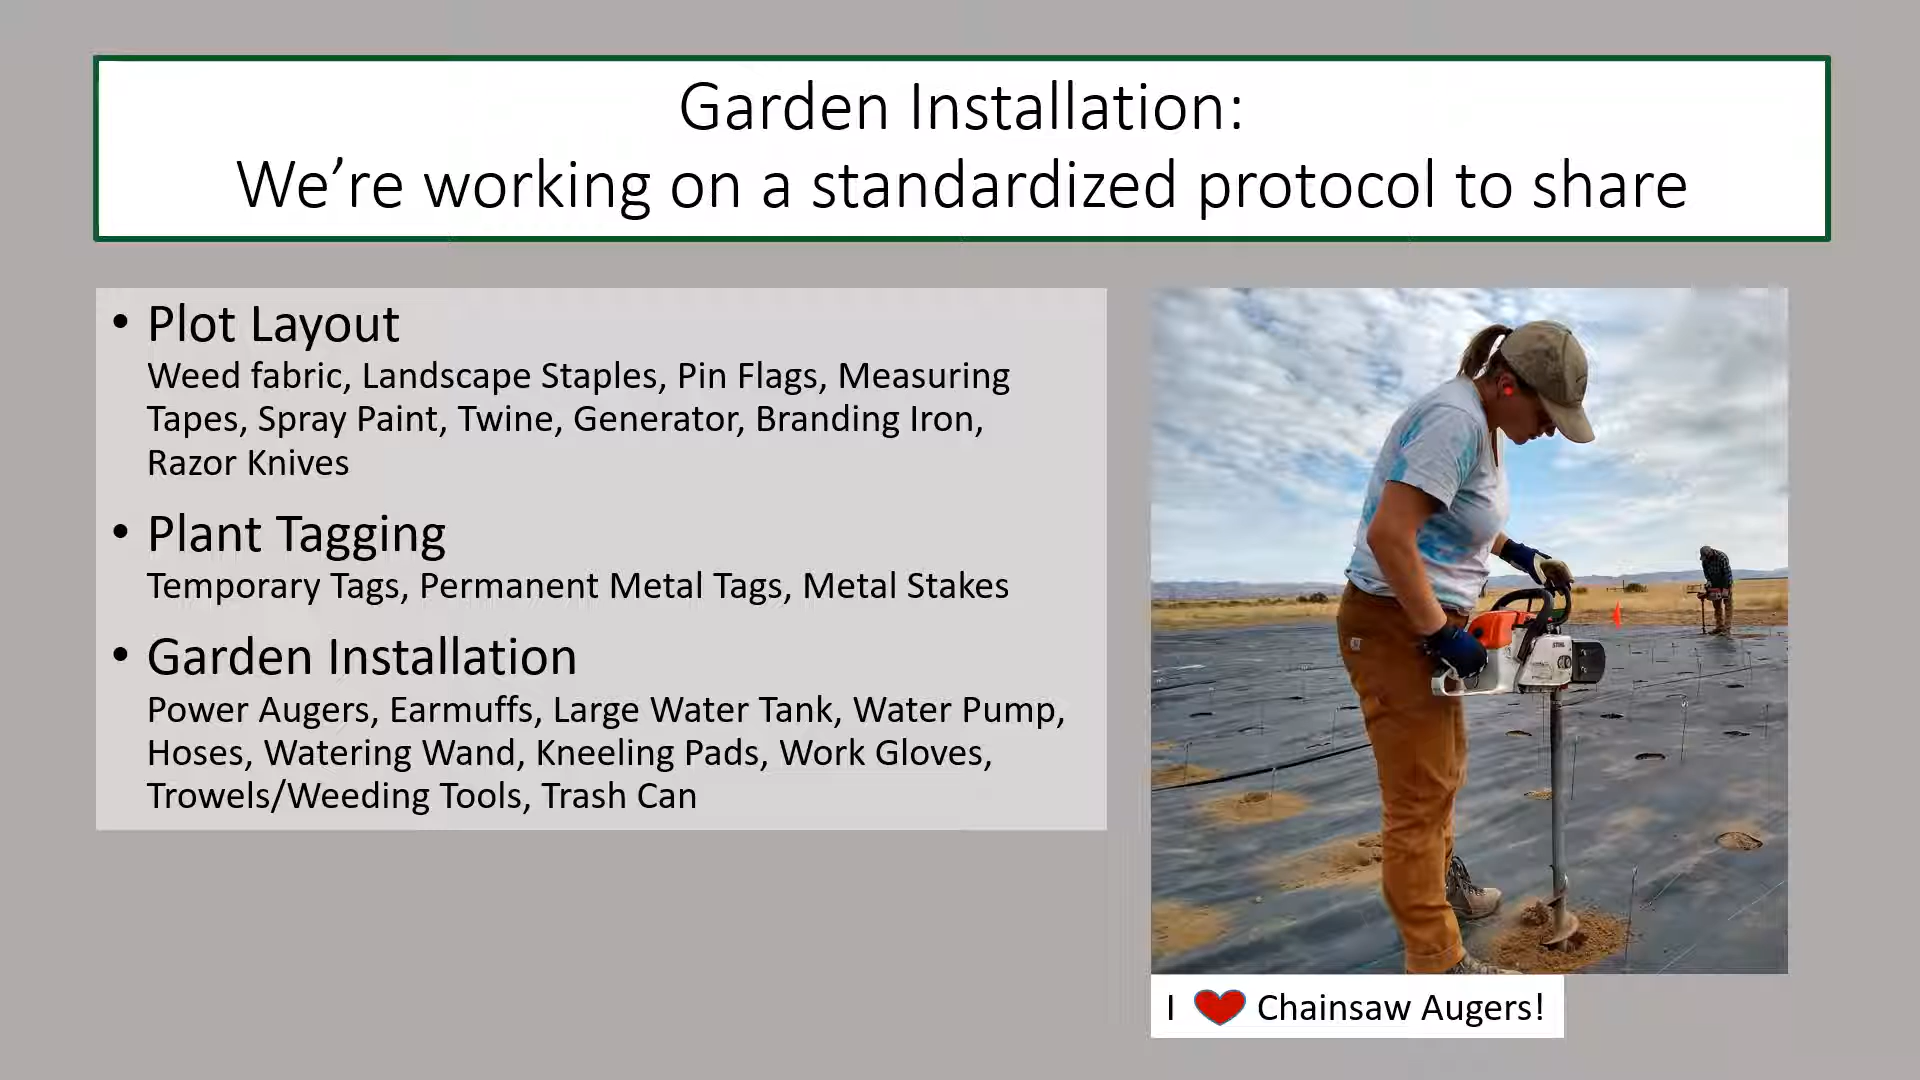 Garden Installation:
We’re working on a standardized protocol to share
• Plot Layout
Weed fabric, Landscape Staples, Pin Flags, Measuring
Tapes, Spray Paint, Twine, Generator, Branding Iron,
Razor Knives
• Plant Tagging
Temporary Tags, Permanent Metal Tags, Metal Stakes
• Garden Installation
Power Augers, Earmuffs, Large Water Tank, Water Pump,
Hoses, Watering Wand, Kneeling Pads, Work Gloves,
Trowels/Weeding Tools, Trash Can
STIHL
I ❤ Chainsaw Augers!